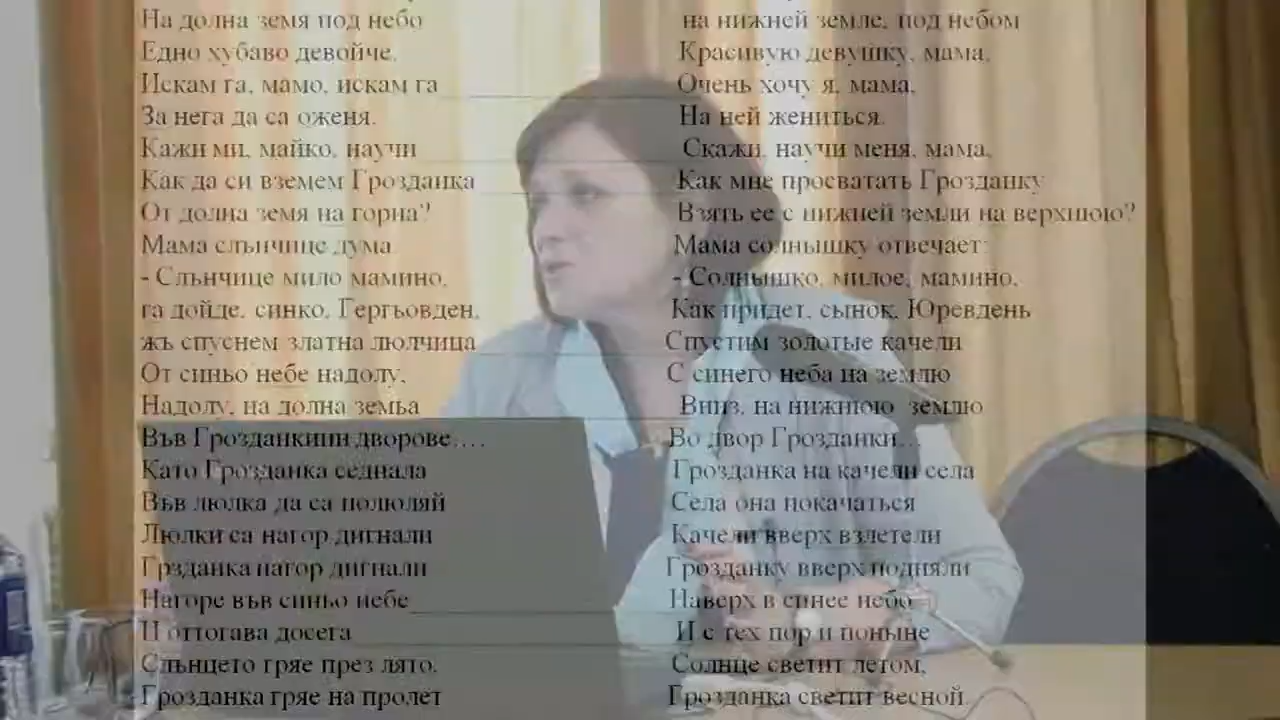 На долна земя под небо
Едно хубаво девойче.
Искам га, мамо, искам га
За нега да са оженя.
Кажи ми, майко, научи
Как да си вземем Грозданка
От долна земя на горна?
Мама слънчице дума
- Слънчице мило мамино,
га дойде, синко, Гергьовден,
жъ спуснем златна люлчица
От синьо небе надолу,
Надолу, на долна земьа
Във Грозданкини дворове….
Като Грозданка седнала
Във люлка да са полюляй
Люлки са нагор дигнали
Грзданка нагор дигнали
Нагоре във синьо небе
И оттогава досега
Слънцето гряе през лято,
Грозданка гряе на пролет
на нижней земле, под небом
Красивую девушку, мама,
Очень хочу я, мама,
На ней жениться.
Скажи, научи меня, мама,
Как мне просватать Грозданку
Взять ее с нижней земли на верхнюю?
Мама солнышку отвечает:
- Солнышко, милое, мамино,
Как придет, сынок, Юревдень
Спустим золотые качели
С синего неба на землю
Вниз, на нижнюю землю
Во двор Грозданки…
Грозданка на качели села
Села она покачаться
Качели вверх взлетели
Грозданку вверх подняли
Наверх в синее небо
И с тех пор и поныне
Солнце светит летом,
Грозданка светит весной.